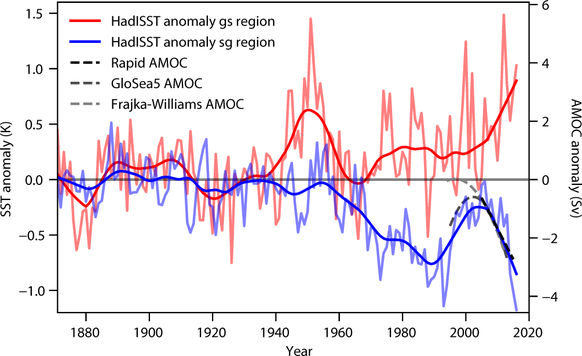 HadISST anomaly gs region
HadISST anomaly sg region
Rapid AMOC
GloSea5 AMOC
Frajka-Williams AMOC
SST anomaly (K)
1.5
1.0
0.5
0.0
−0.5
−1.0
AMOC anomaly (Sv)
6
4
2
0
−2
−4
1880 1900 1920 1940 1960 1980 2000 2020
Year